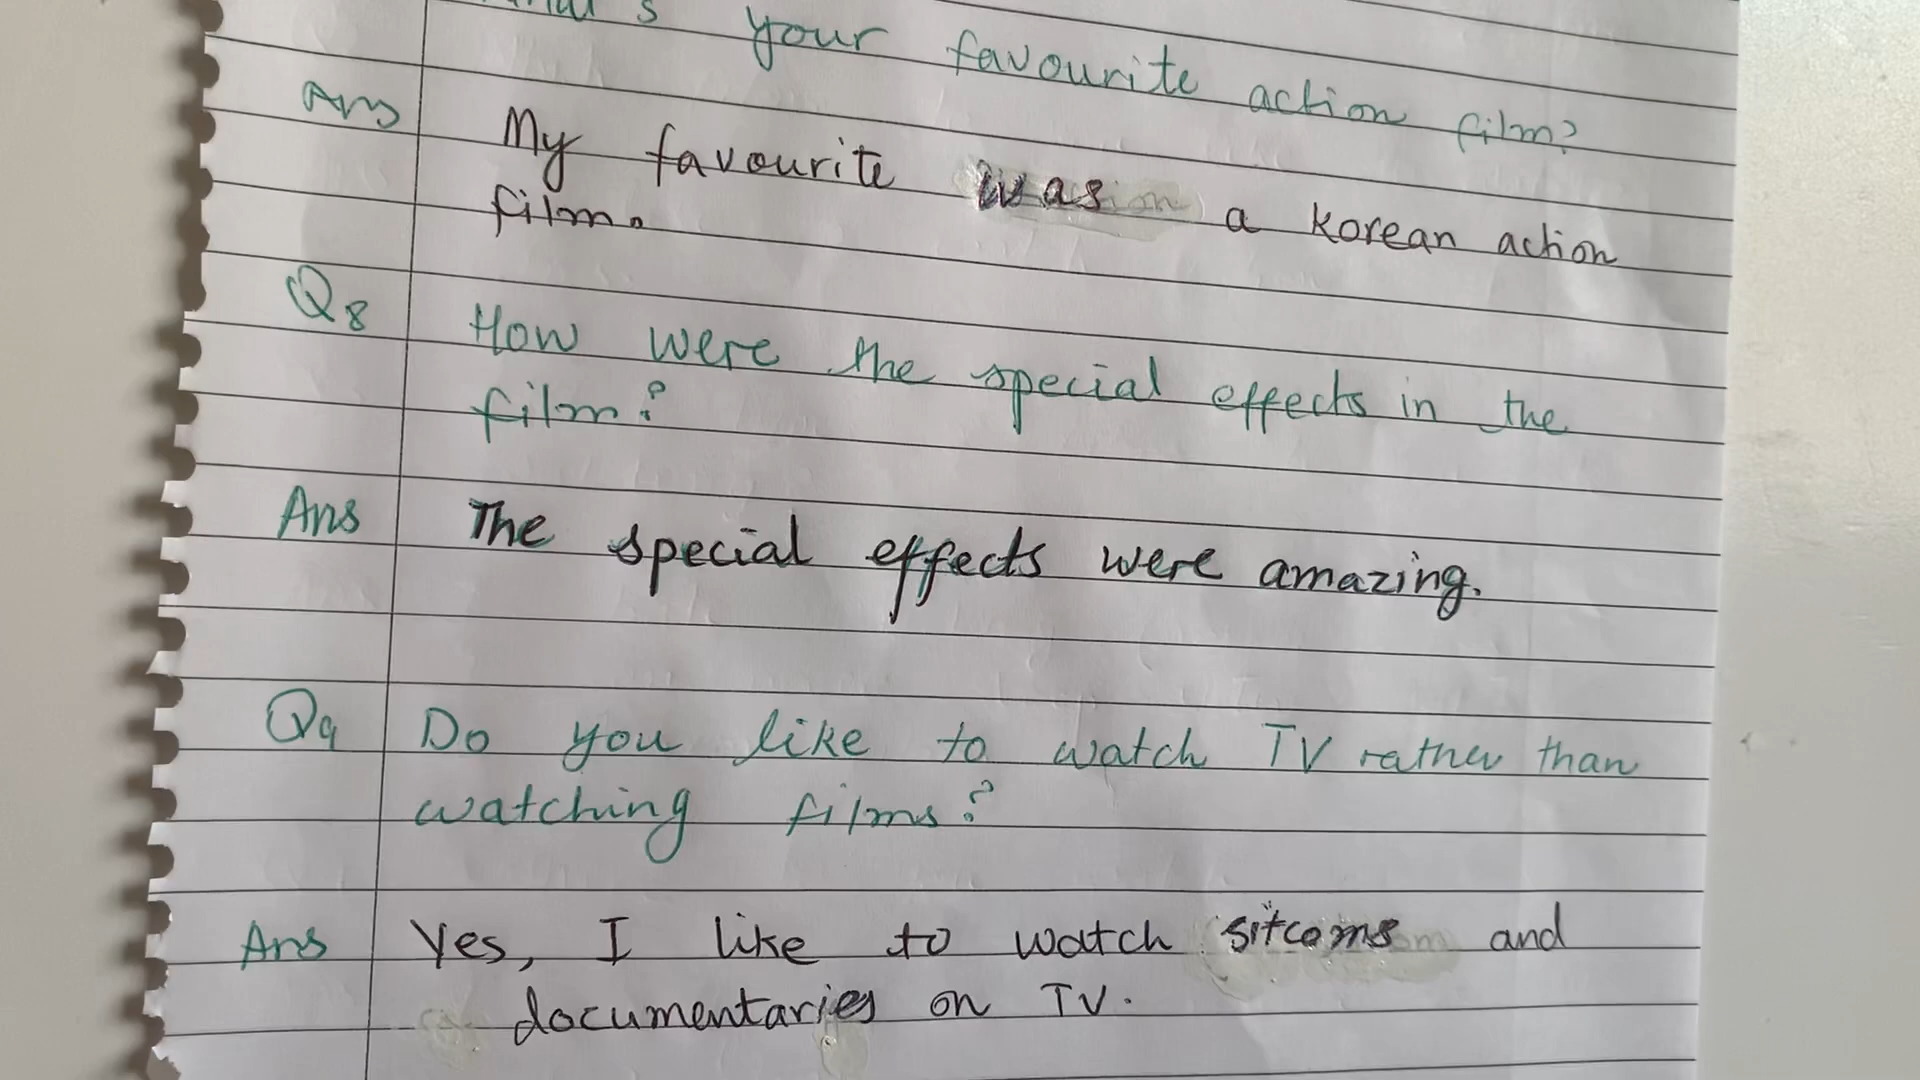 your favourite action film?
Ans My favourite was a korean action
film.
Q8 How were the special effects in the
film?
Ans The special effects were amazing.
Q9 Do you like to watch TV rather than
watching films?
Ans Yes, I like to watch sitcoms and
documentaries on TV.